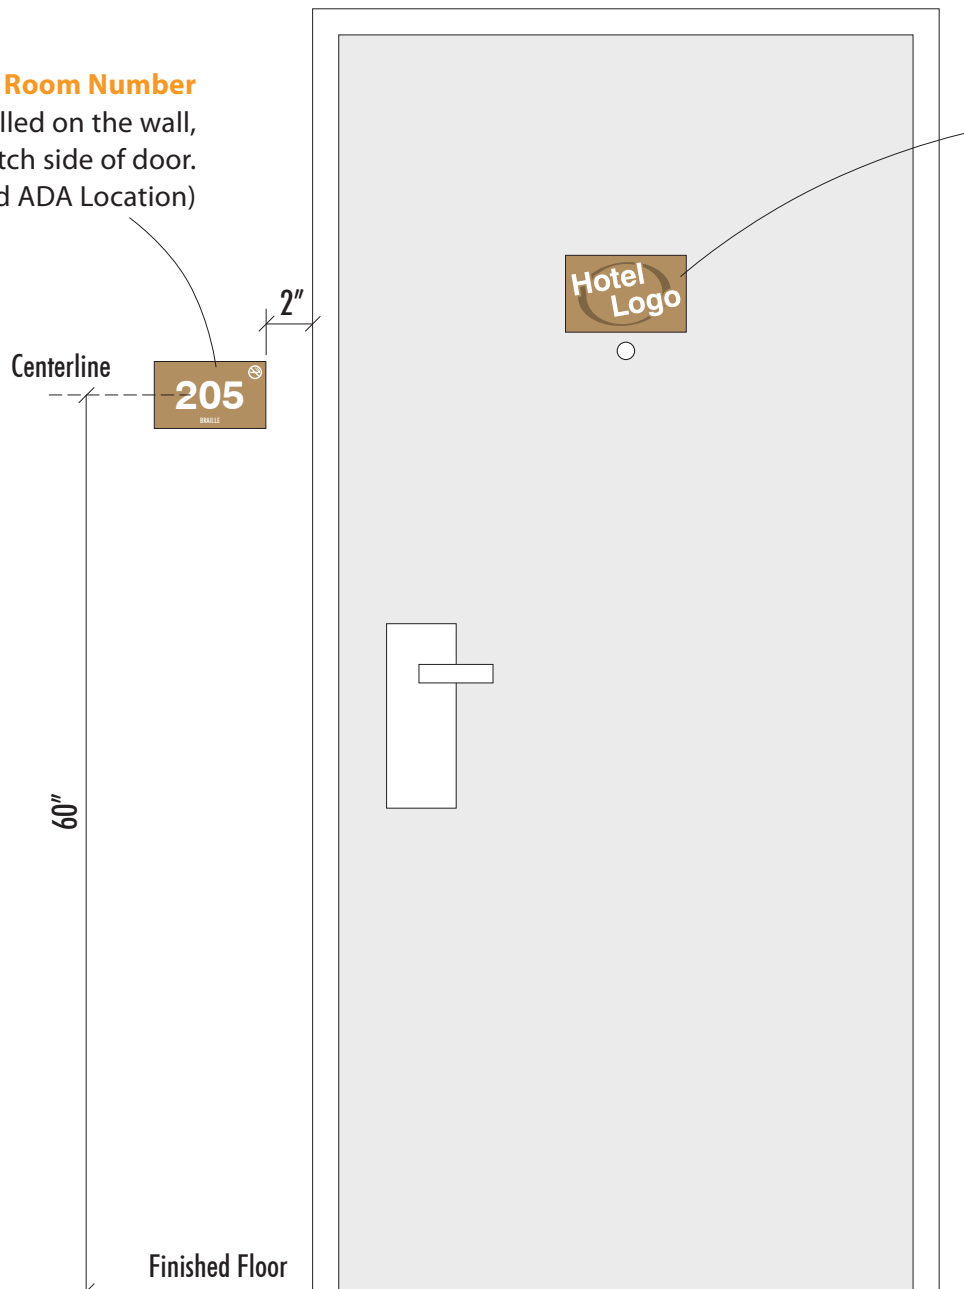 Room Number
lled on the wall,
tch side of door.
d ADA Location)
2"
Hotel
Logo
Centerline
205
BRAILLE
60"
Finished Floor